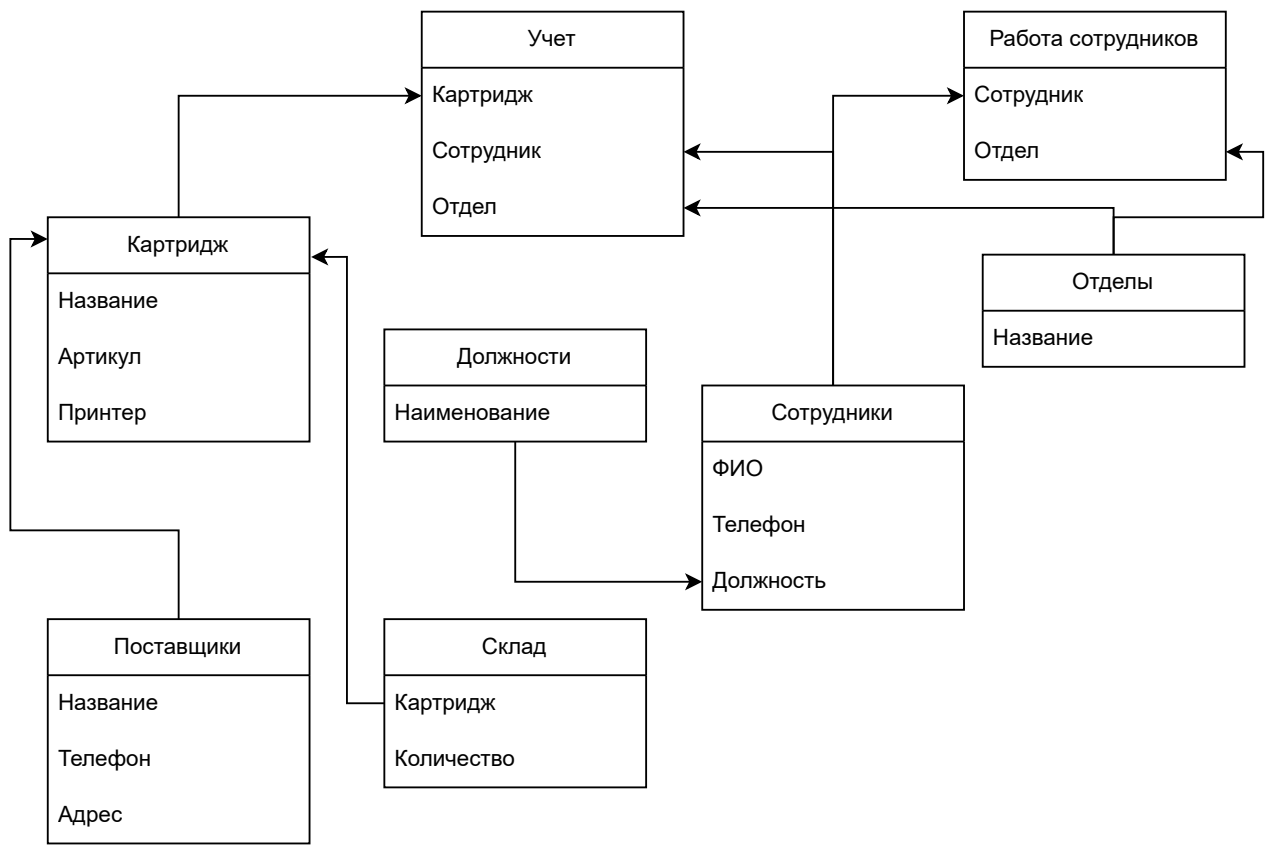 Учет
Картридж
Сотрудник
Отдел
Работа сотрудников
Сотрудник
Отдел
Картридж
Название
Артикул
Принтер
Отделы
Название
Должности
Наименование
Сотрудники
ФИО
Телефон
Должность
Поставщики
Название
Телефон
Адрес
Склад
Картридж
Количество